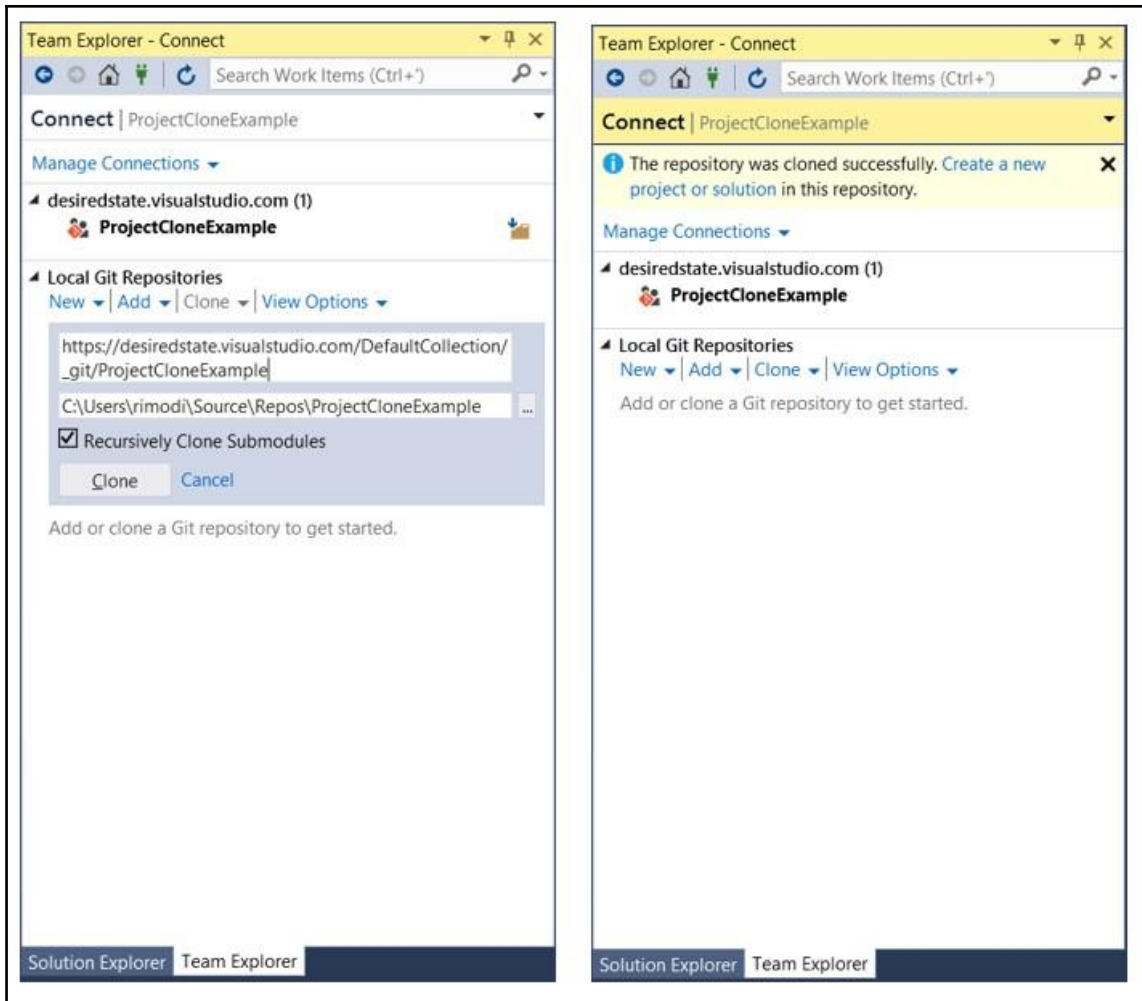 Team Explorer - Connect
Search Work Items (Ctrl+')
Connect | ProjectCloneExample
Manage Connections
desiredstate.visualstudio.com (1)
ProjectCloneExample
Local Git Repositories
New | Add | Clone | View Options
https://desiredstate.visualstudio.com/DefaultCollection/
_git/ProjectCloneExample
C:\Users\rimodi\Source\Repos\ProjectCloneExample ...
Recursively Clone Submodules
Clone Cancel
Add or clone a Git repository to get started.
Solution Explorer Team Explorer
Team Explorer - Connect
Search Work Items (Ctrl+')
Connect | ProjectCloneExample
The repository was cloned successfully. Create a new
project or solution in this repository.
Manage Connections
desiredstate.visualstudio.com (1)
ProjectCloneExample
Local Git Repositories
New | Add | Clone | View Options
Add or clone a Git repository to get started.
Solution Explorer Team Explorer